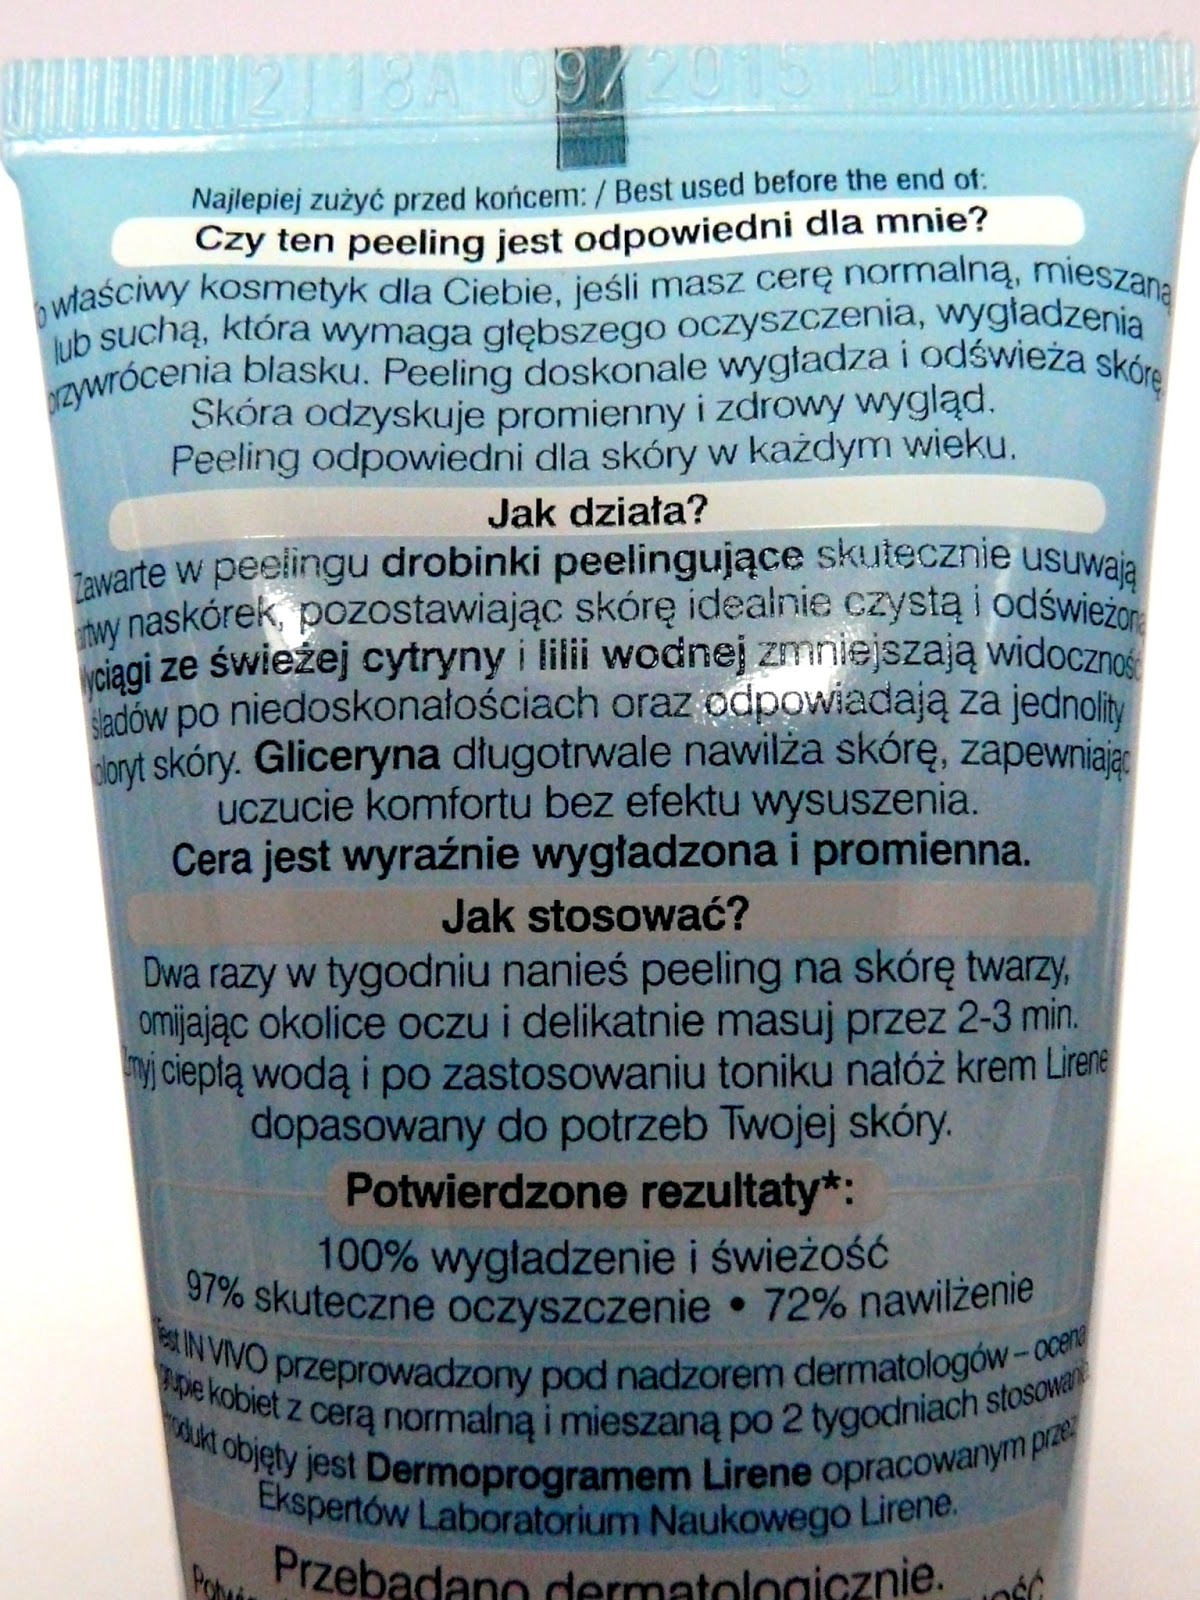 2118A 09/2015 D
Najlepiej zużyć przed końcem: / Best used before the end of:
Czy ten peeling jest odpowiedni dla mnie?
właściwy kosmetyk dla Ciebie, jeśli masz cerę normalną, mieszaną
lub suchą, która wymaga głębszego oczyszczenia, wygładzenia
przywrócenia blasku. Peeling doskonale wygładza i odświeża skórę.
Skóra odzyskuje promienny i zdrowy wygląd.
Peeling odpowiedni dla skóry w każdym wieku.
Jak działa?
Zawarte w peelingu drobinki peelingujące skutecznie usuwają
naskórek, pozostawiając skórę idealnie czystą i
ze świeżej cytryny i lilii wodnej zmniejszają widoczność
śladów po niedoskonałościach oraz odpowiadają za jednolity
skóry. Gliceryna długotrwale nawilża skórę, zapewniając
uczucie komfortu bez efektu wysuszenia.
Cera jest wyraźnie wygładzona i promienna.
Jak stosować?
Dwa razy w tygodniu nanieś peeling na skórę twarzy,
omijając okolice oczu i delikatnie masuj przez 2-3 min.
Zmyj ciepłą wodą i po zastosowaniu toniku nałóż krem Lirene
dopasowany do potrzeb Twojej skóry.
Potwierdzone rezultaty*:
100% wygładzenie i świeżość
97% skuteczne oczyszczenie • 72% nawilżenie
*Test IN VIVO przeprowadzony pod nadzorem dermatologów – ocena
grupie kobiet z cerą normalną i mieszaną po 2 tygodniach stosowania.
Produkt objęty jest Dermoprogramem Lirene opracowanym przez
Ekspertów Laboratorium Naukowego Lirene.
Przebadano dermatologicznie.